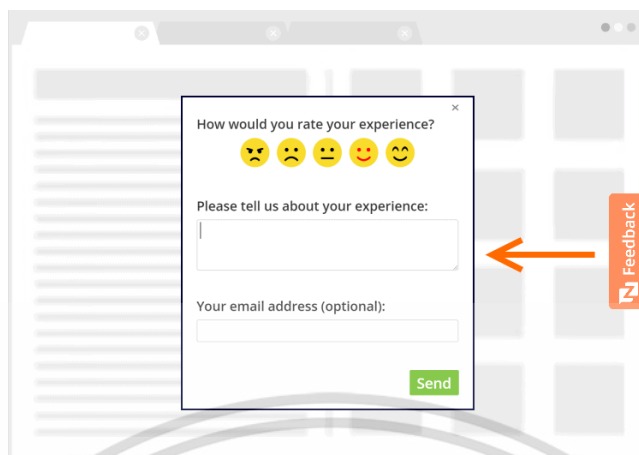 How would you rate your experience?
Please tell us about your experience:
Your email address (optional):
Send
Feedback